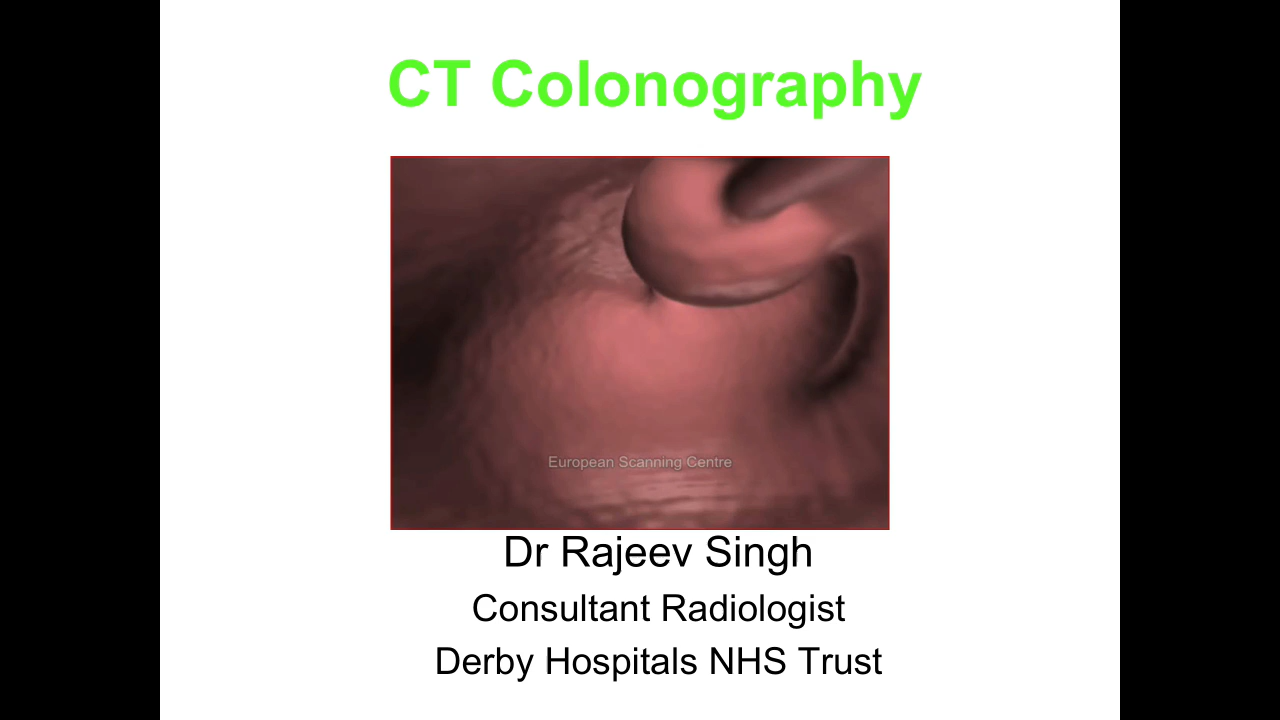 CT Colonography
European Scanning Centre
Dr Rajeev Singh
Consultant Radiologist
Derby Hospitals NHS Trust